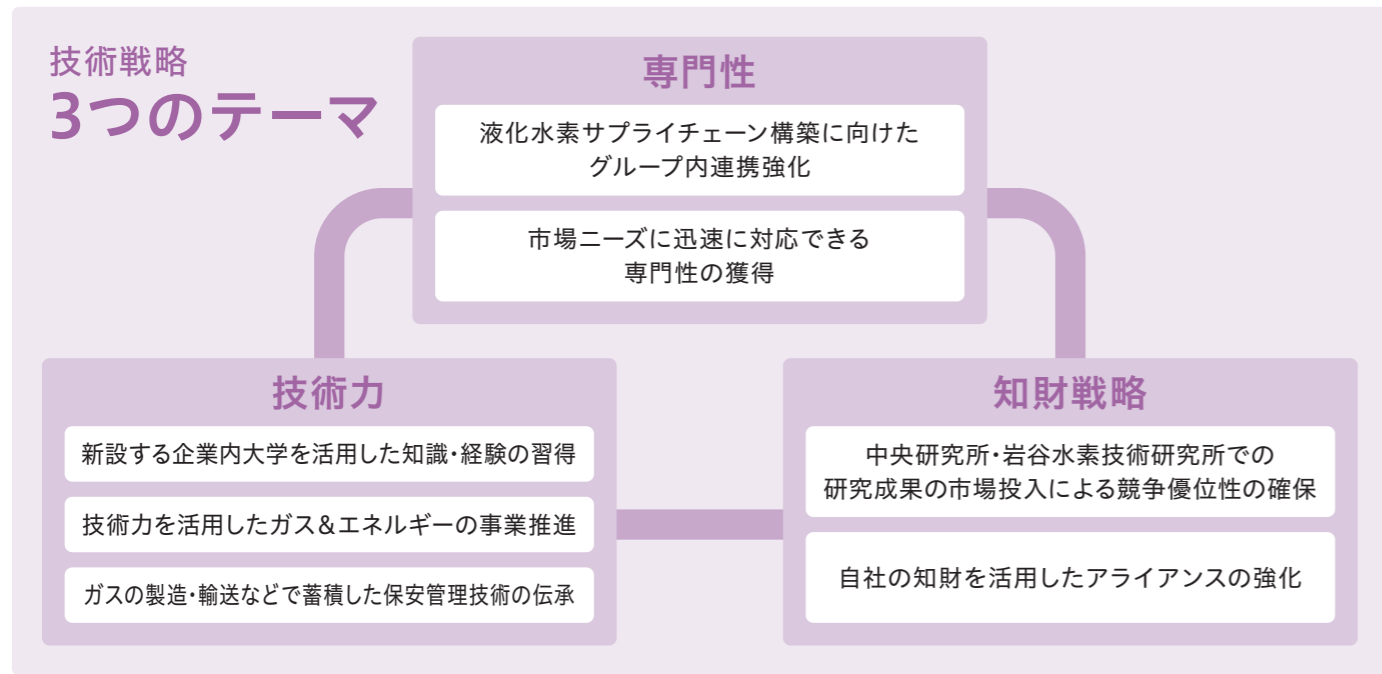 技術戦略
3つのテーマ
専門性
液化水素サプライチェーン構築に向けた
グループ内連携強化
市場ニーズに迅速に対応できる
専門性の獲得
技術力
新設する企業内大学を活用した知識・経験の習得
技術力を活用したガス&エネルギーの事業推進
ガスの製造・輸送などで蓄積した保安管理技術の伝承
知財戦略
中央研究所・岩谷水素技術研究所での
研究成果の市場投入による競争優位性の確保
自社の知財を活用したアライアンスの強化